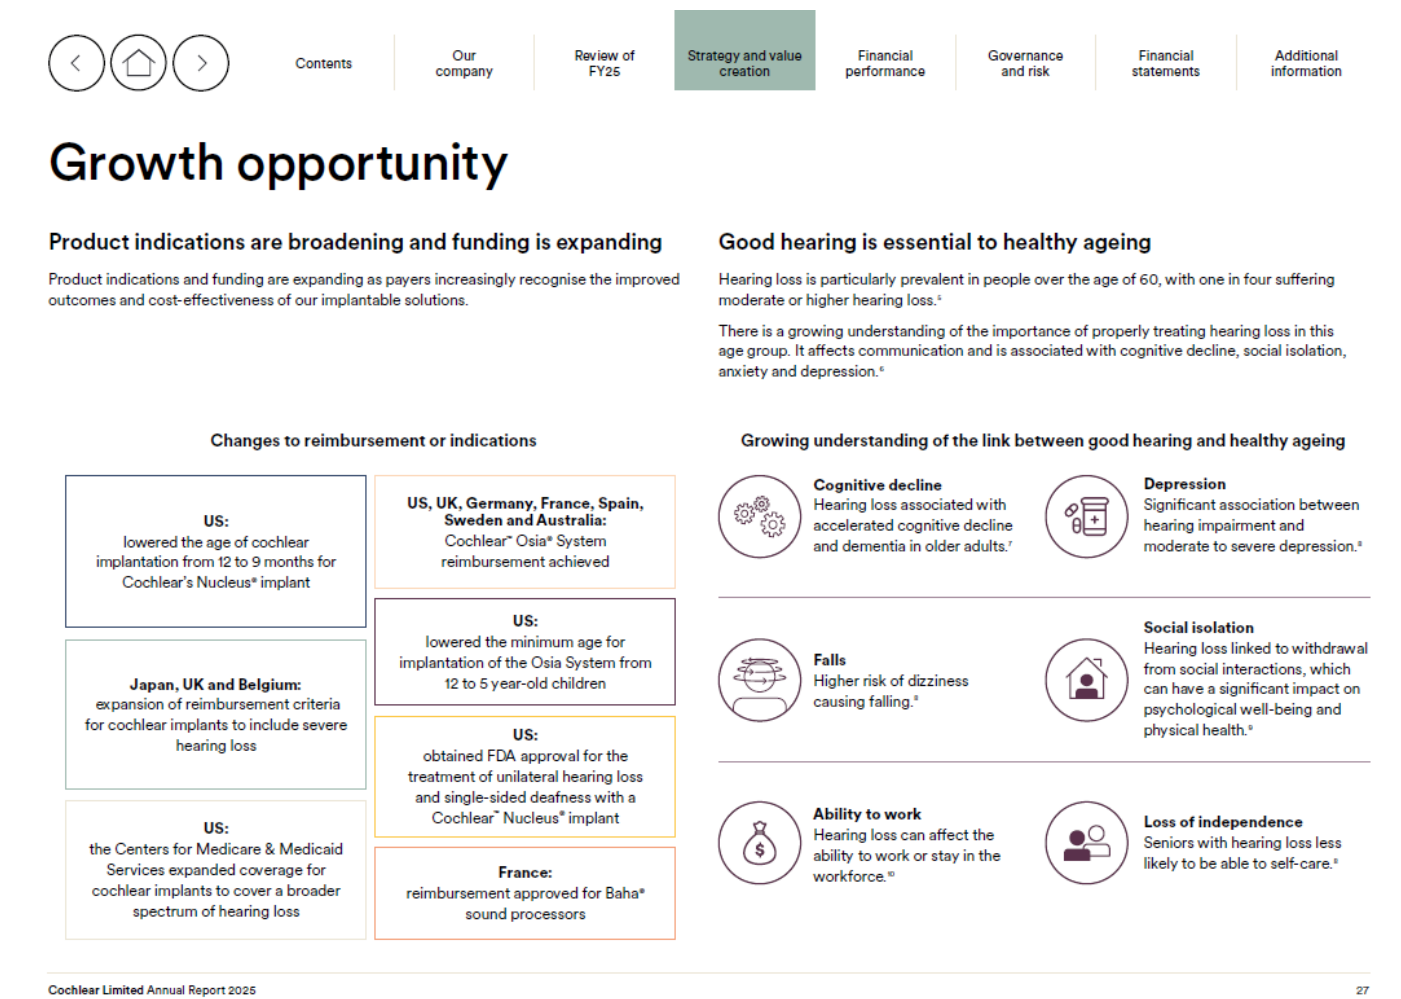 Contents
Our
company
Review of
FY25
Strategy and value
creation
Financial
performance
Governance
and risk
Financial
statements
Additional
information
Growth opportunity
Product indications are broadening and funding is expanding
Product indications and funding are expanding as payers increasingly recognise the improved
outcomes and cost-effectiveness of our implantable solutions.
Changes to reimbursement or indications
US:
lowered the age of cochlear
implantation from 12 to 9 months for
Cochlear's Nucleus® implant
Japan, UK and Belgium:
expansion of reimbursement criteria
for cochlear implants to include severe
hearing loss
US:
the Centers for Medicare & Medicaid
Services expanded coverage for
cochlear implants to cover a broader
spectrum of hearing loss
US, UK, Germany, France, Spain,
Sweden and Australia:
Cochlear™ Osia® System
reimbursement achieved
US:
lowered the minimum age for
implantation of the Osia System from
12 to 5 year-old children
US:
obtained FDA approval for the
treatment of unilateral hearing loss
and single-sided deafness with a
Cochlear™ Nucleus® implant
France:
reimbursement approved for Baha®
sound processors
Good hearing is essential to healthy ageing
Hearing loss is particularly prevalent in people over the age of 60, with one in four suffering
moderate or higher hearing loss.⁵
There is a growing understanding of the importance of properly treating hearing loss in this
age group. It affects communication and is associated with cognitive decline, social isolation,
anxiety and depression.⁶
Growing understanding of the link between good hearing and healthy ageing
Cognitive decline
Hearing loss associated with
accelerated cognitive decline
and dementia in older adults.⁷
Depression
Significant association between
hearing impairment and
moderate to severe depression.⁸
Falls
Higher risk of dizziness
causing falling.⁸
Social isolation
Hearing loss linked to withdrawal
from social interactions, which
can have a significant impact on
psychological well-being and
physical health.⁹
Ability to work
Hearing loss can affect the
ability to work or stay in the
workforce.¹⁰
Loss of independence
Seniors with hearing loss less
likely to be able to self-care.⁸
Cochlear Limited Annual Report 2025
27